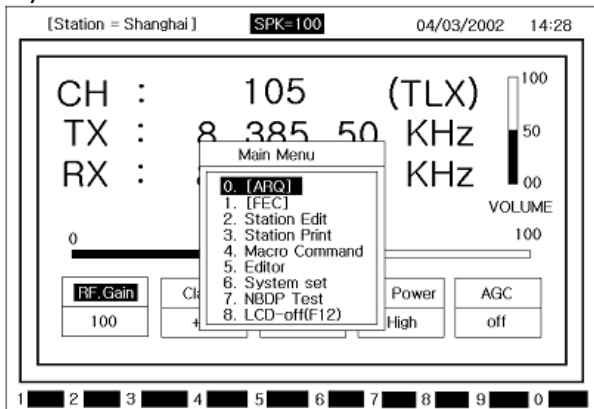 [Station = Shanghai] SPK=100 04/03/2002 14:28
CH : 105 (TLX) 100
TX : 8 385 50 KHz 50
Main Menu
RX : KHz 00
VOLUME
0. [ARQ]
1. [FEC]
2. Station Edit
3. Station Print
4. Macro Command
5. Editor
6. System set
7. NBDP Test
8. LCD-off(F12)
0 100
RF.Gain Power AGC
100 High off
1 2 3 4 5 6 7 8 9 0